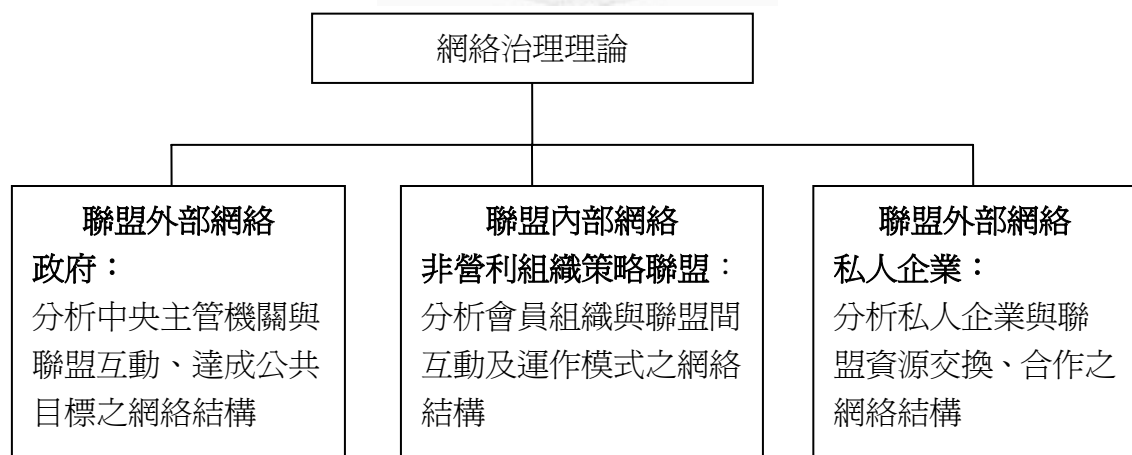 網絡治理理論
聯盟外部網絡
政府：
分析中央主管機關與
聯盟互動、達成公共
目標之網絡結構
聯盟內部網絡
非營利組織策略聯盟：
分析會員組織與聯盟間
互動及運作模式之網絡
結構
聯盟外部網絡
私人企業：
分析私人企業與聯
盟資源交換、合作之
網絡結構